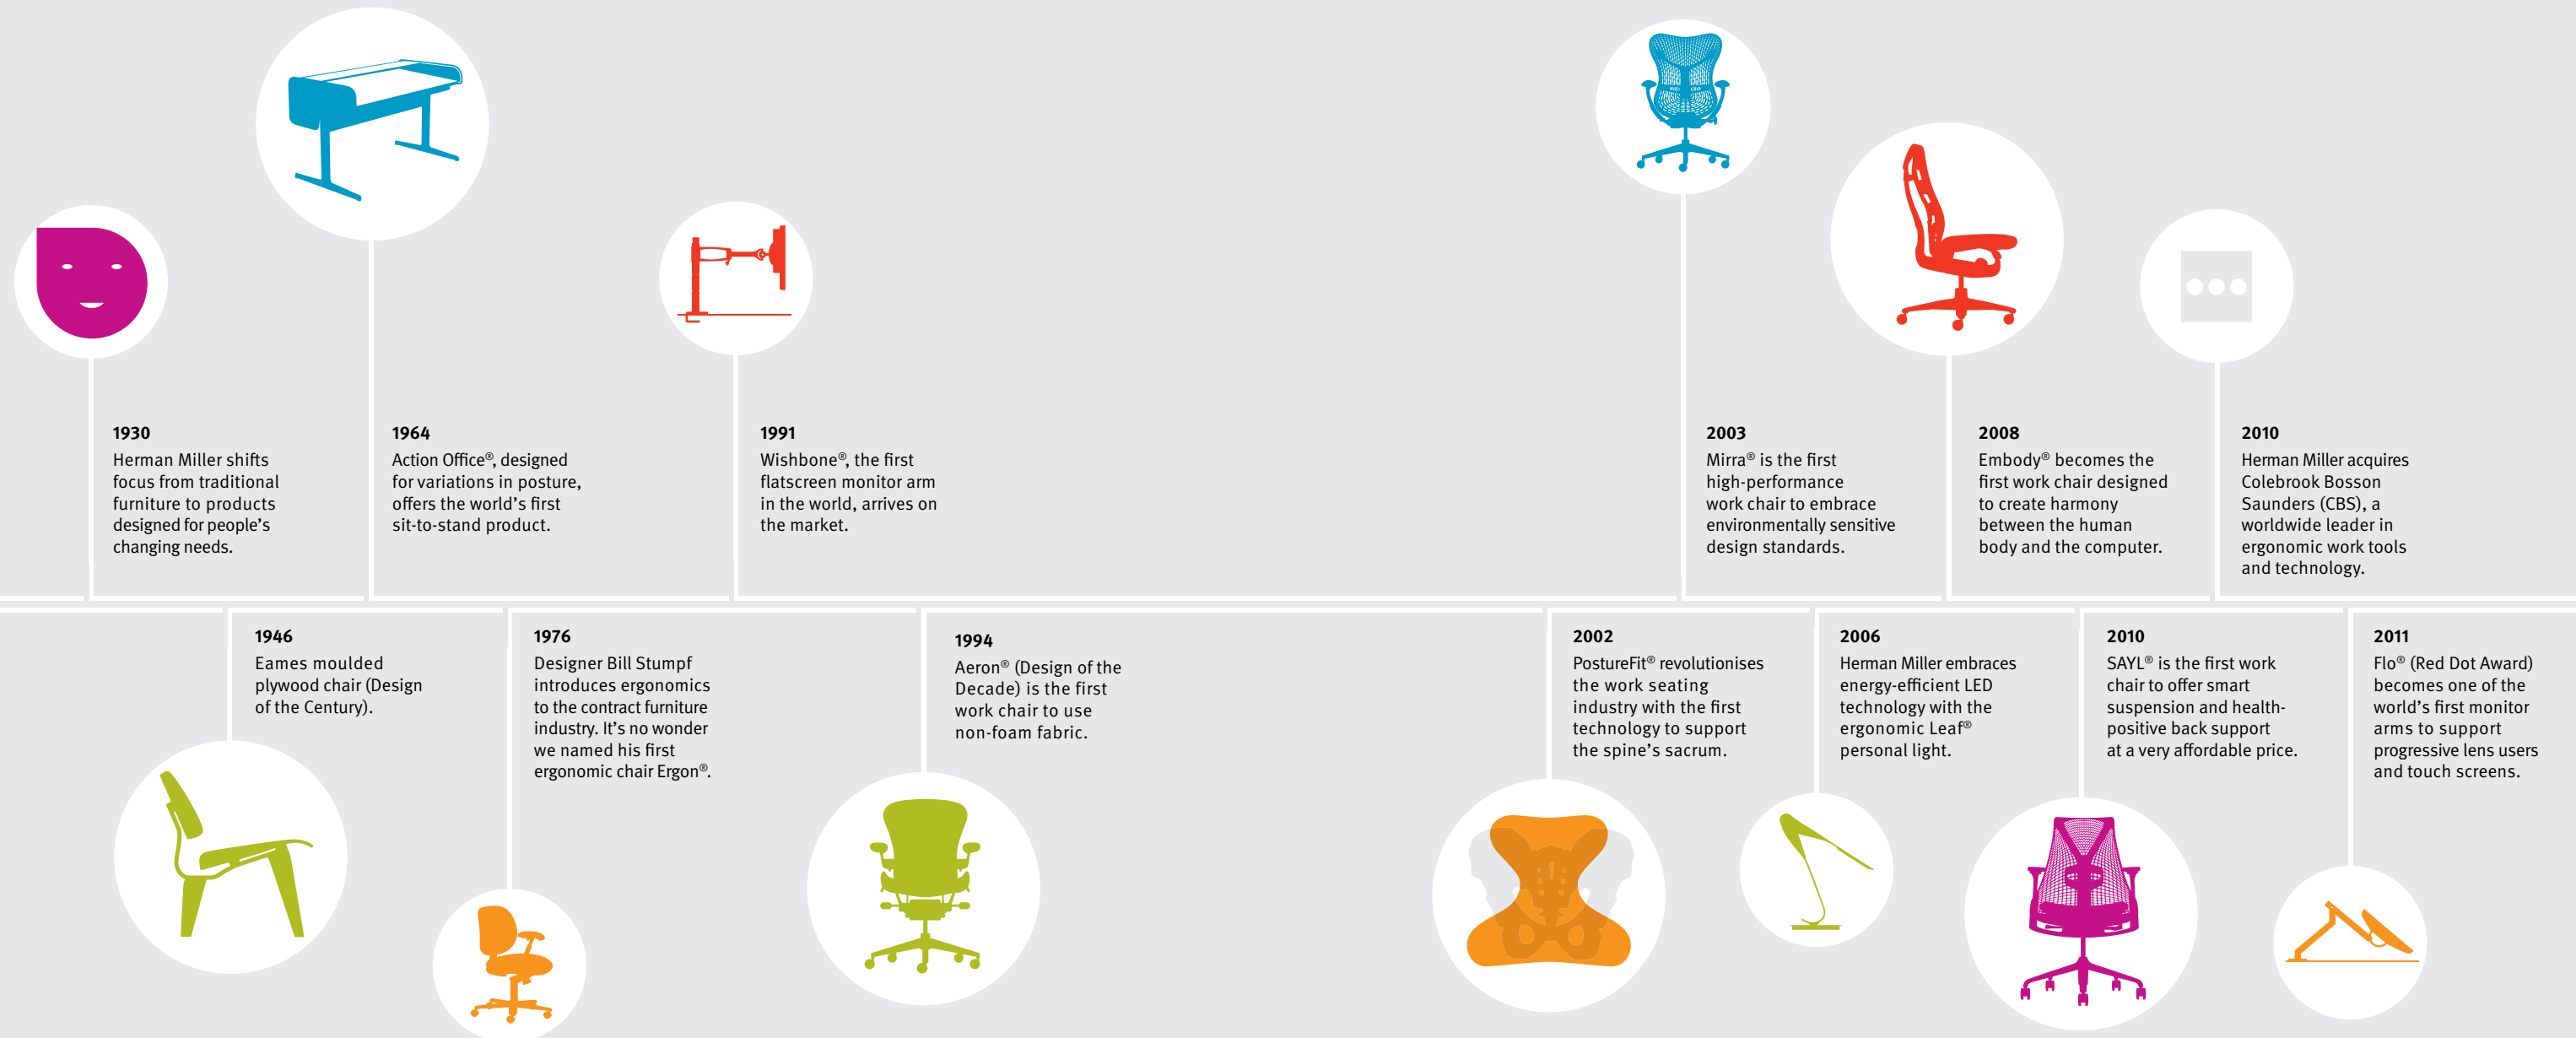 1930
Herman Miller shifts
focus from traditional
furniture to products
designed for people's
changing needs.
1964
Action Office®, designed
for variations in posture,
offers the world's first
sit-to-stand product.
1991
Wishbone®, the first
flatscreen monitor arm
in the world, arrives on
the market.
2003
Mirra® is the first
high-performance
work chair to embrace
environmentally sensitive
design standards.
2008
Embody® becomes the
first work chair designed
to create harmony
between the human
body and the computer.
2010
Herman Miller acquires
Colebrook Bosson
Saunders (CBS), a
worldwide leader in
ergonomic work tools
and technology.
1946
Eames moulded
plywood chair (Design
of the Century).
1976
Designer Bill Stumpf
introduces ergonomics
to the contract furniture
industry. It's no wonder
we named his first
ergonomic chair Ergon®.
1994
Aeron® (Design of the
Decade) is the first
work chair to use
non-foam fabric.
2002
PostureFit® revolutionises
the work seating
industry with the first
technology to support
the spine's sacrum.
2006
Herman Miller embraces
energy-efficient LED
technology with the
ergonomic Leaf®
personal light.
2010
SAYL® is the first work
chair to offer smart
suspension and health-
positive back support
at a very affordable price.
2011
Flo® (Red Dot Award)
becomes one of the
world's first monitor
arms to support
progressive lens users
and touch screens.